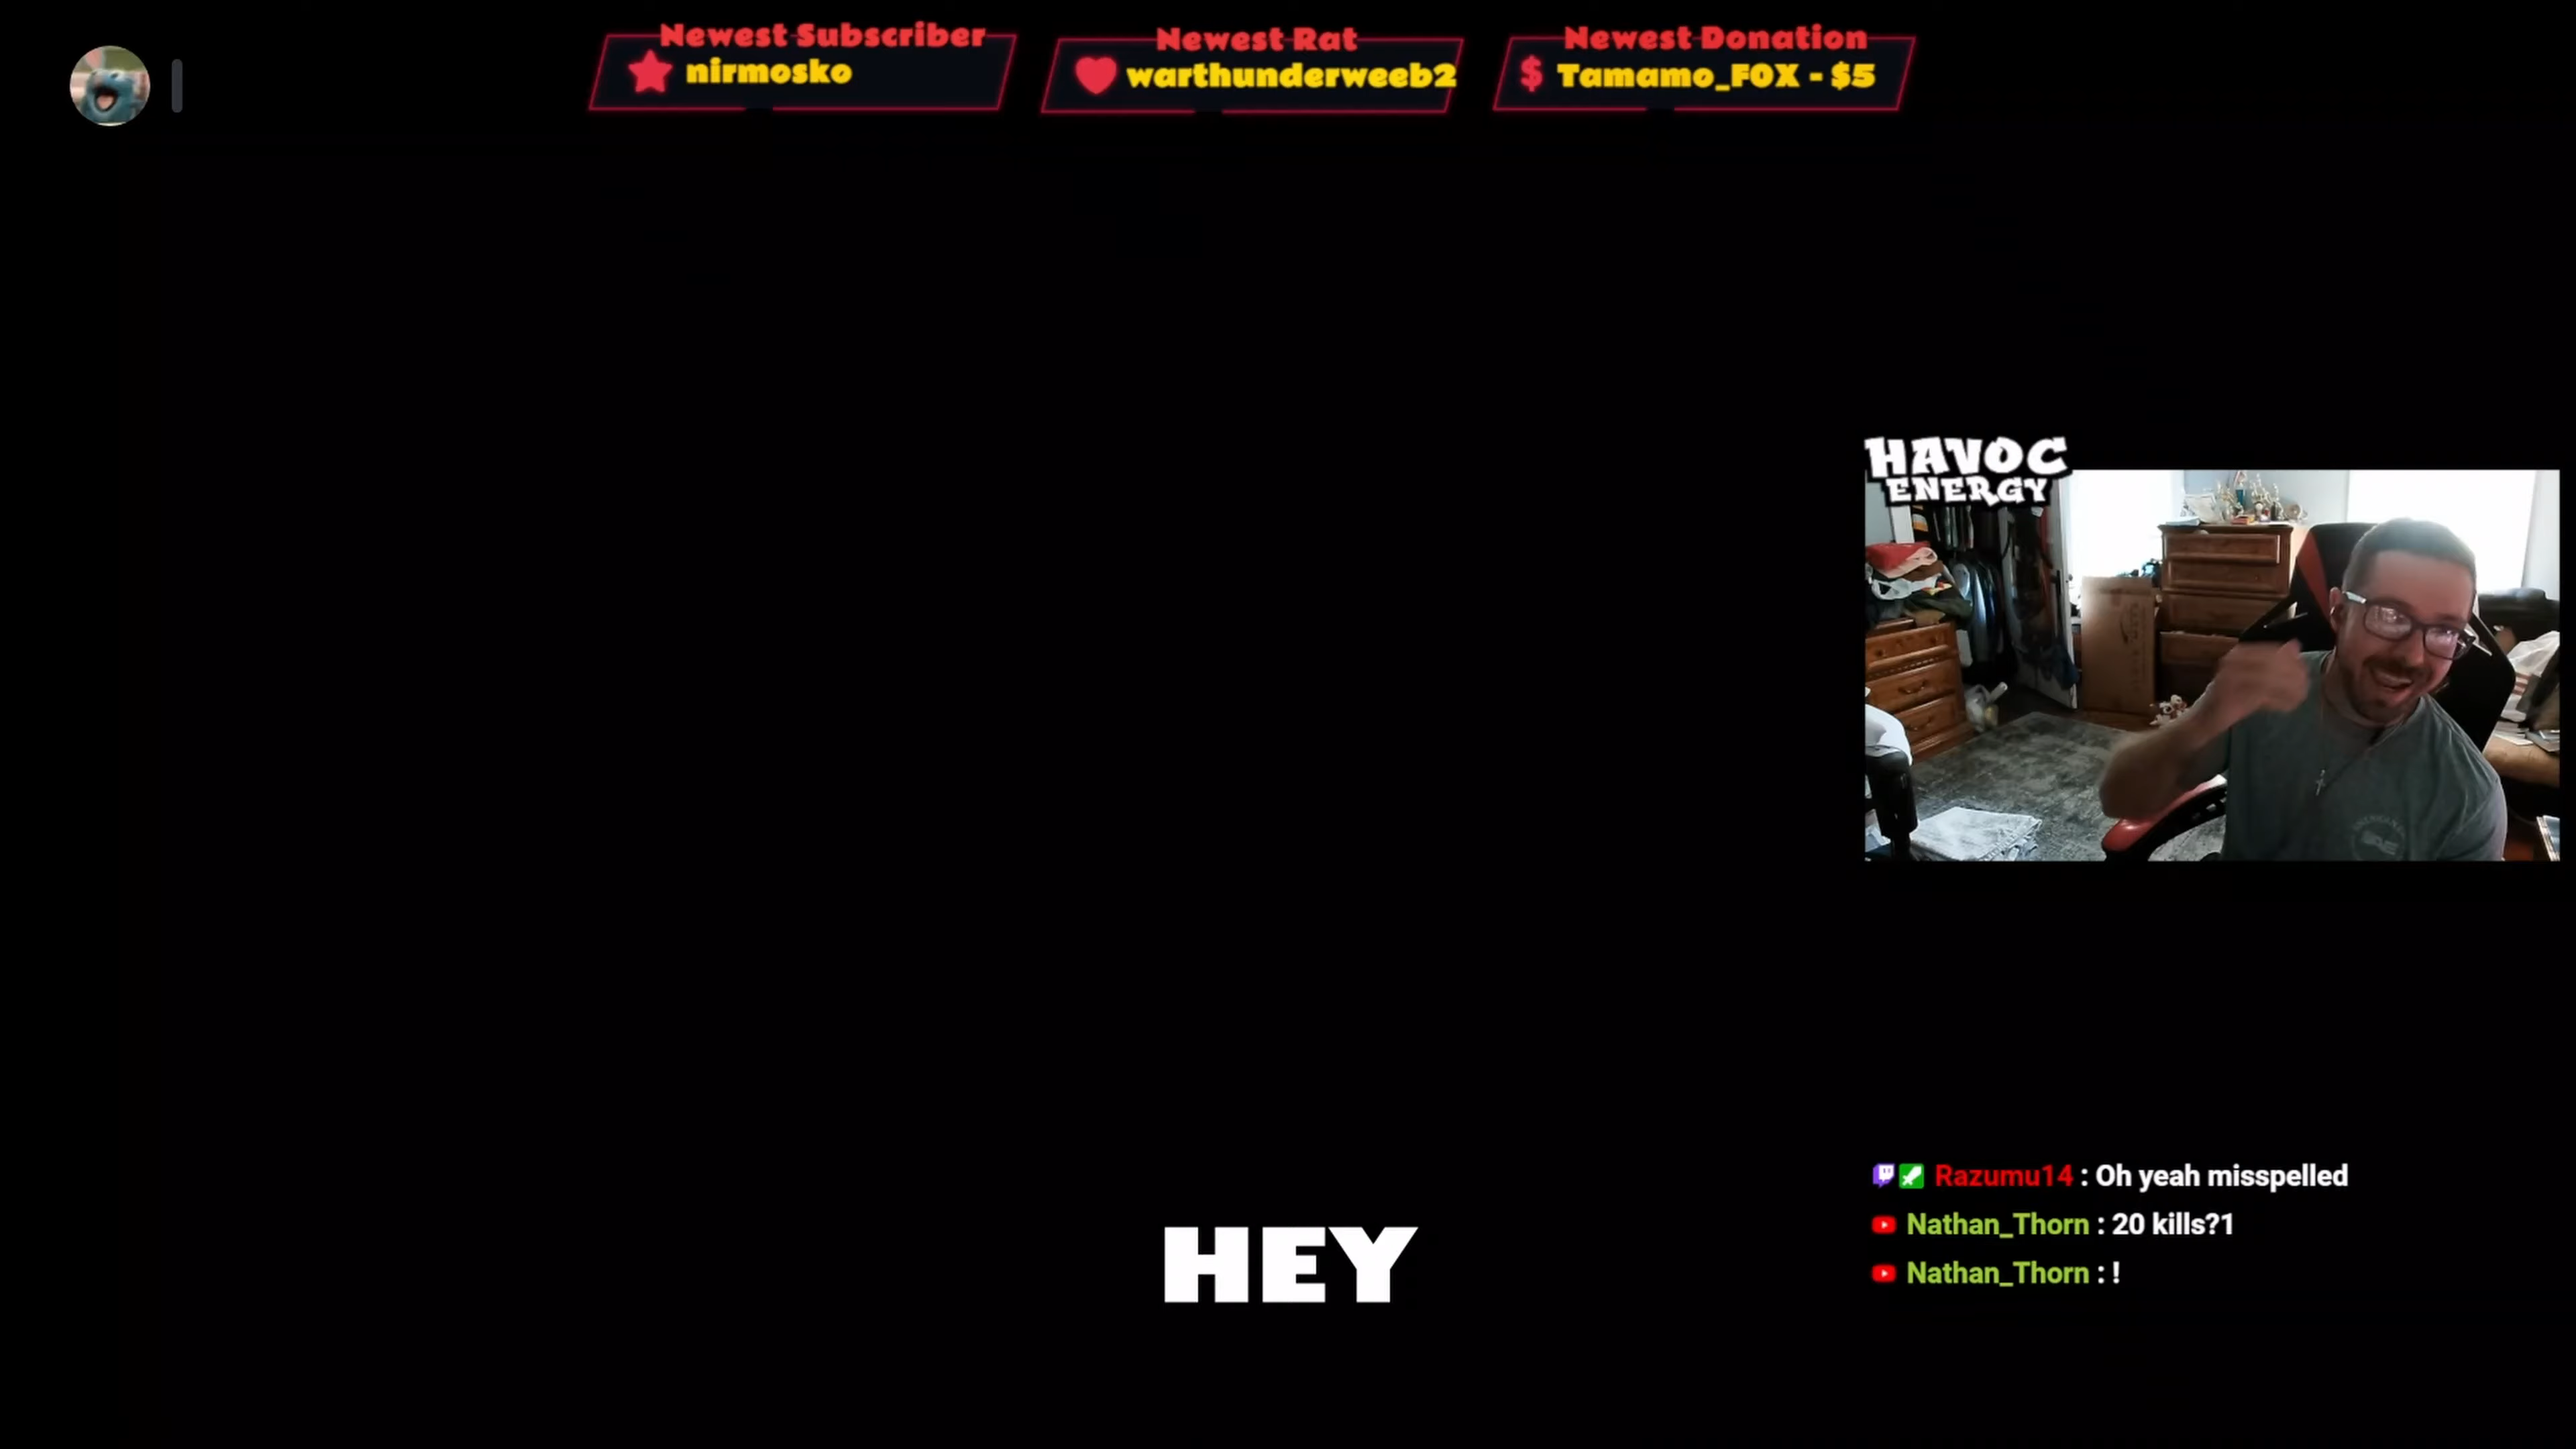 Newest Subscriber
nirmosko
Newest Rat
warthunderweeb2
Newest Donation
$ Tamamo_FOX - $5
HAVOC
ENERGY
Razumu14 : Oh yeah misspelled
Nathan_Thorn : 20 kills?1
Nathan_Thorn : !
HEY